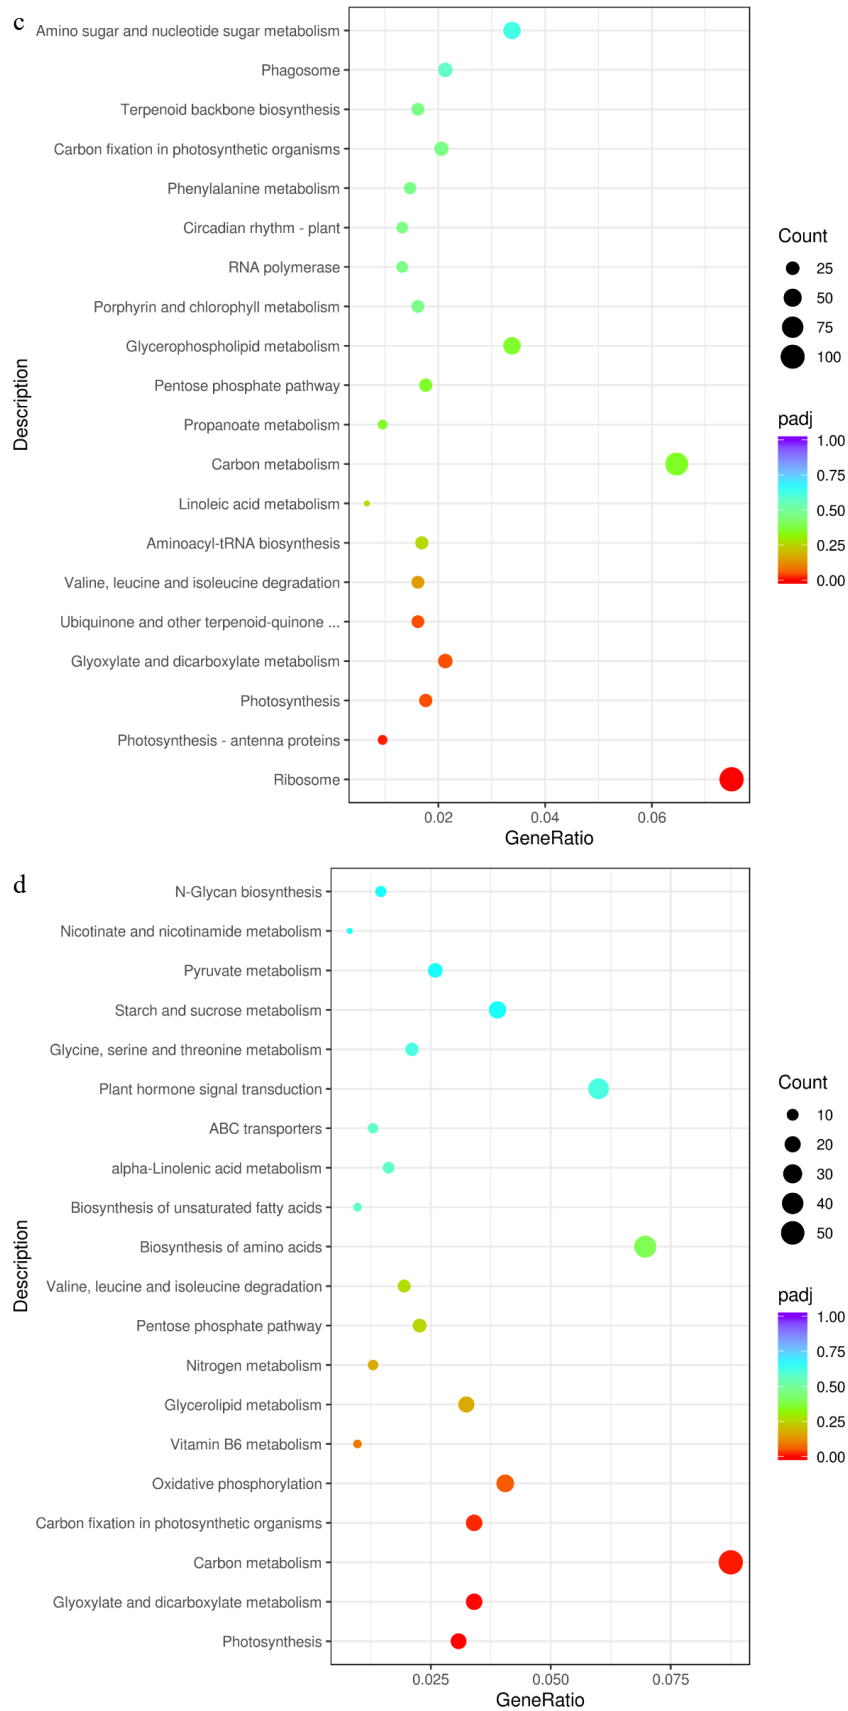 c
Amino sugar and nucleotide sugar metabolism
Phagosome
Terpenoid backbone biosynthesis
Carbon fixation in photosynthetic organisms
Phenylalanine metabolism
Circadian rhythm - plant
RNA polymerase
Porphyrin and chlorophyll metabolism
Glycerophospholipid metabolism
Pentose phosphate pathway
Propanoate metabolism
Carbon metabolism
Linoleic acid metabolism
Aminoacyl-tRNA biosynthesis
Valine, leucine and isoleucine degradation
Ubiquinone and other terpenoid-quinone ...
Glyoxylate and dicarboxylate metabolism
Photosynthesis
Photosynthesis - antenna proteins
Ribosome
Description
0.02 0.04 0.06
GeneRatio
Count
25
50
75
100
padj
1.00
0.75
0.50
0.25
0.00
d
N-Glycan biosynthesis
Nicotinate and nicotinamide metabolism
Pyruvate metabolism
Starch and sucrose metabolism
Glycine, serine and threonine metabolism
Plant hormone signal transduction
ABC transporters
alpha-Linolenic acid metabolism
Biosynthesis of unsaturated fatty acids
Biosynthesis of amino acids
Valine, leucine and isoleucine degradation
Pentose phosphate pathway
Nitrogen metabolism
Glycerolipid metabolism
Vitamin B6 metabolism
Oxidative phosphorylation
Carbon fixation in photosynthetic organisms
Carbon metabolism
Glyoxylate and dicarboxylate metabolism
Photosynthesis
Description
0.025 0.050 0.075
GeneRatio
Count
10
20
30
40
50
padj
1.00
0.75
0.50
0.25
0.00